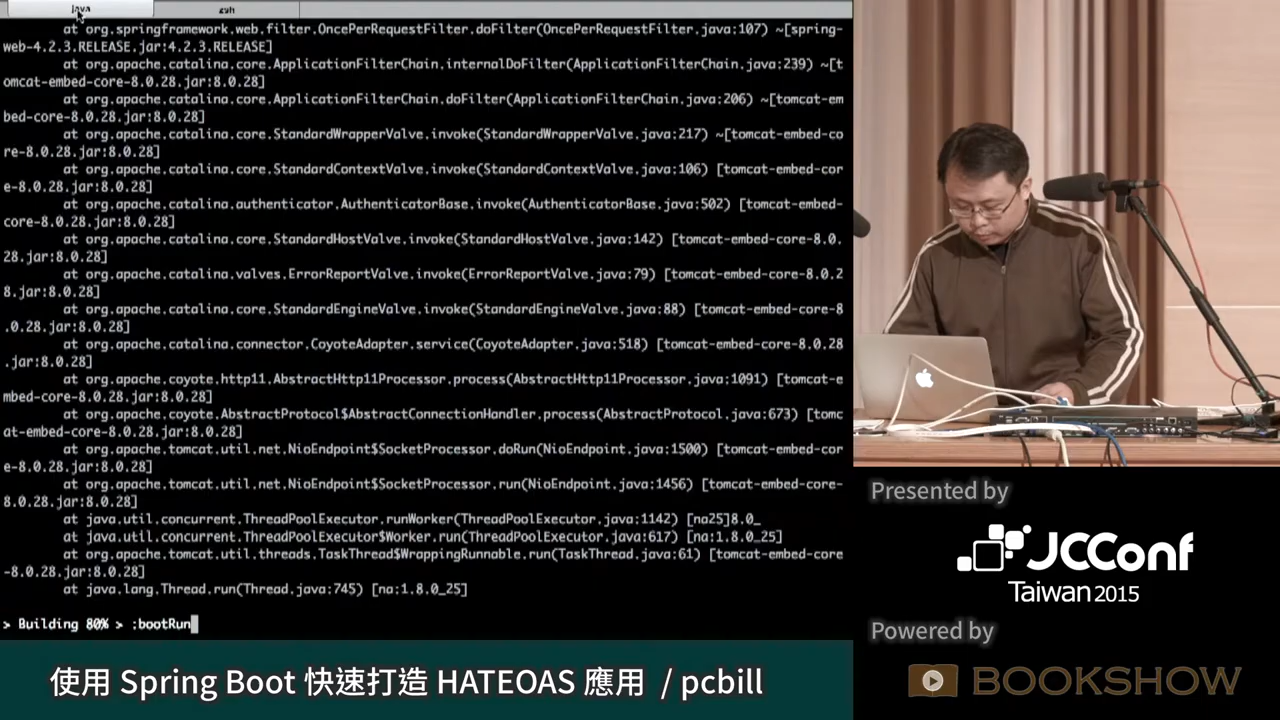 java
zsh
at org.springframework.web.filter.OncePerRequestFilter.doFilter(OncePerRequestFilter.java:107) ~[spring-
web-4.2.3.RELEASE.jar:4.2.3.RELEASE]
at org.apache.catalina.core.ApplicationFilterChain.internalDoFilter(ApplicationFilterChain.java:239) ~[t
omcat-embed-core-8.0.28.jar:8.0.28]
at org.apache.catalina.core.ApplicationFilterChain.doFilter(ApplicationFilterChain.java:206) ~[tomcat-em
bed-core-8.0.28.jar:8.0.28]
at org.apache.catalina.core.StandardWrapperValve.invoke(StandardWrapperValve.java:217) ~[tomcat-embed-co
re-8.0.28.jar:8.0.28]
at org.apache.catalina.core.StandardContextValve.invoke(StandardContextValve.java:106) [tomcat-embed-cor
e-8.0.28.jar:8.0.28]
at org.apache.catalina.authenticator.AuthenticatorBase.invoke(AuthenticatorBase.java:502) [tomcat-embed-
core-8.0.28.jar:8.0.28]
at org.apache.catalina.core.StandardHostValve.invoke(StandardHostValve.java:142) [tomcat-embed-core-8.0.
28.jar:8.0.28]
at org.apache.catalina.valves.ErrorReportValve.invoke(ErrorReportValve.java:79) [tomcat-embed-core-8.0.2
8.jar:8.0.28]
at org.apache.catalina.core.StandardEngineValve.invoke(StandardEngineValve.java:88) [tomcat-embed-core-8
.0.28.jar:8.0.28]
at org.apache.catalina.connector.CoyoteAdapter.service(CoyoteAdapter.java:518) [tomcat-embed-core-8.0.28
.jar:8.0.28]
at org.apache.coyote.http11.AbstractHttp11Processor.process(AbstractHttp11Processor.java:1091) [tomcat-e
mbed-core-8.0.28.jar:8.0.28]
at org.apache.coyote.AbstractProtocol$AbstractConnectionHandler.process(AbstractProtocol.java:673) [tomc
at-embed-core-8.0.28.jar:8.0.28]
at org.apache.tomcat.util.net.NioEndpoint$SocketProcessor.doRun(NioEndpoint.java:1500) [tomcat-embed-cor
e-8.0.28.jar:8.0.28]
at org.apache.tomcat.util.net.NioEndpoint$SocketProcessor.run(NioEndpoint.java:1456) [tomcat-embed-core-
8.0.28.jar:8.0.28]
at java.util.concurrent.ThreadPoolExecutor.runWorker(ThreadPoolExecutor.java:1142) [na25]8.0_
at java.util.concurrent.ThreadPoolExecutor$Worker.run(ThreadPoolExecutor.java:617) [na:1.8.0_25]
at org.apache.tomcat.util.threads.TaskThread$WrappingRunnable.run(TaskThread.java:61) [tomcat-embed-core
-8.0.28.jar:8.0.28]
at java.lang.Thread.run(Thread.java:745) [na:1.8.0_25]
> Building 80% > :bootRun
Presented by
JCConf
Taiwan 2015
Powered by
BOOKSHOW
使用 Spring Boot 快速打造 HATEOAS 應用 / pcbill